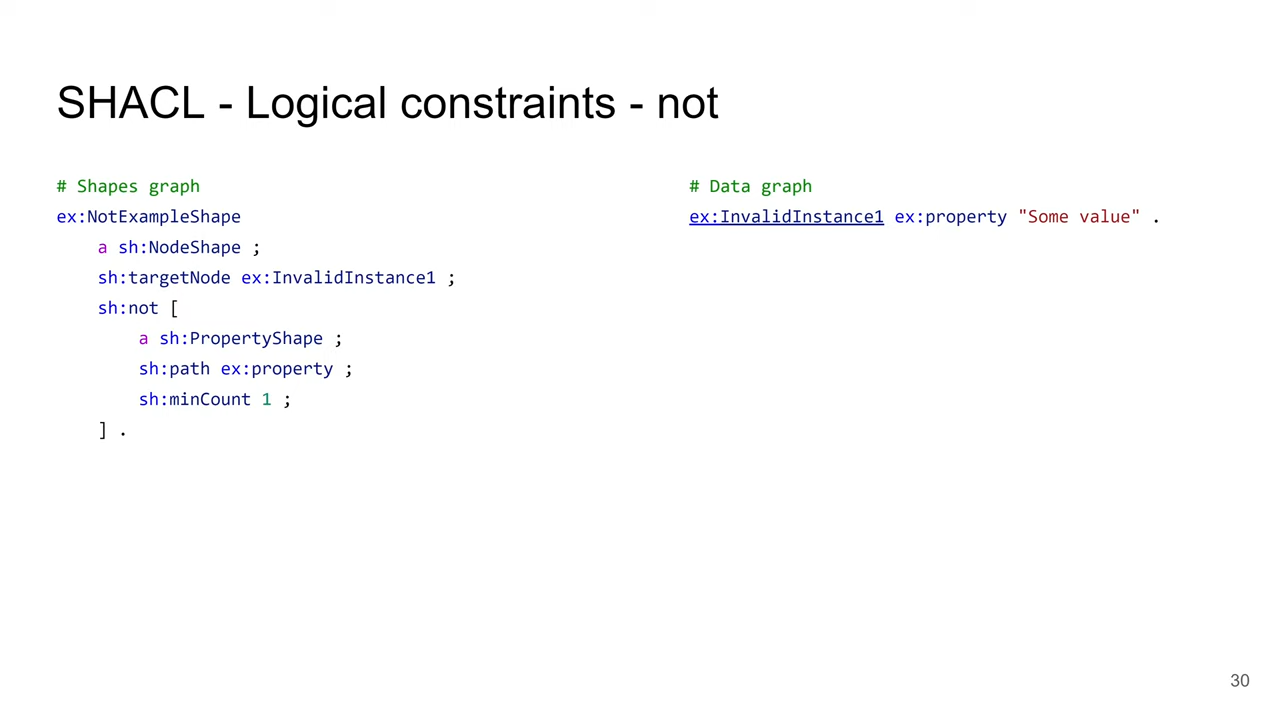 SHACL - Logical constraints - not
# Shapes graph
ex:NotExampleShape
    a sh:NodeShape ;
    sh:targetNode ex:InvalidInstance1 ;
    sh:not [
        a sh:PropertyShape ;
        sh:path ex:property ;
        sh:minCount 1 ;
    ] .
# Data graph
ex:InvalidInstance1 ex:property "Some value" .
30